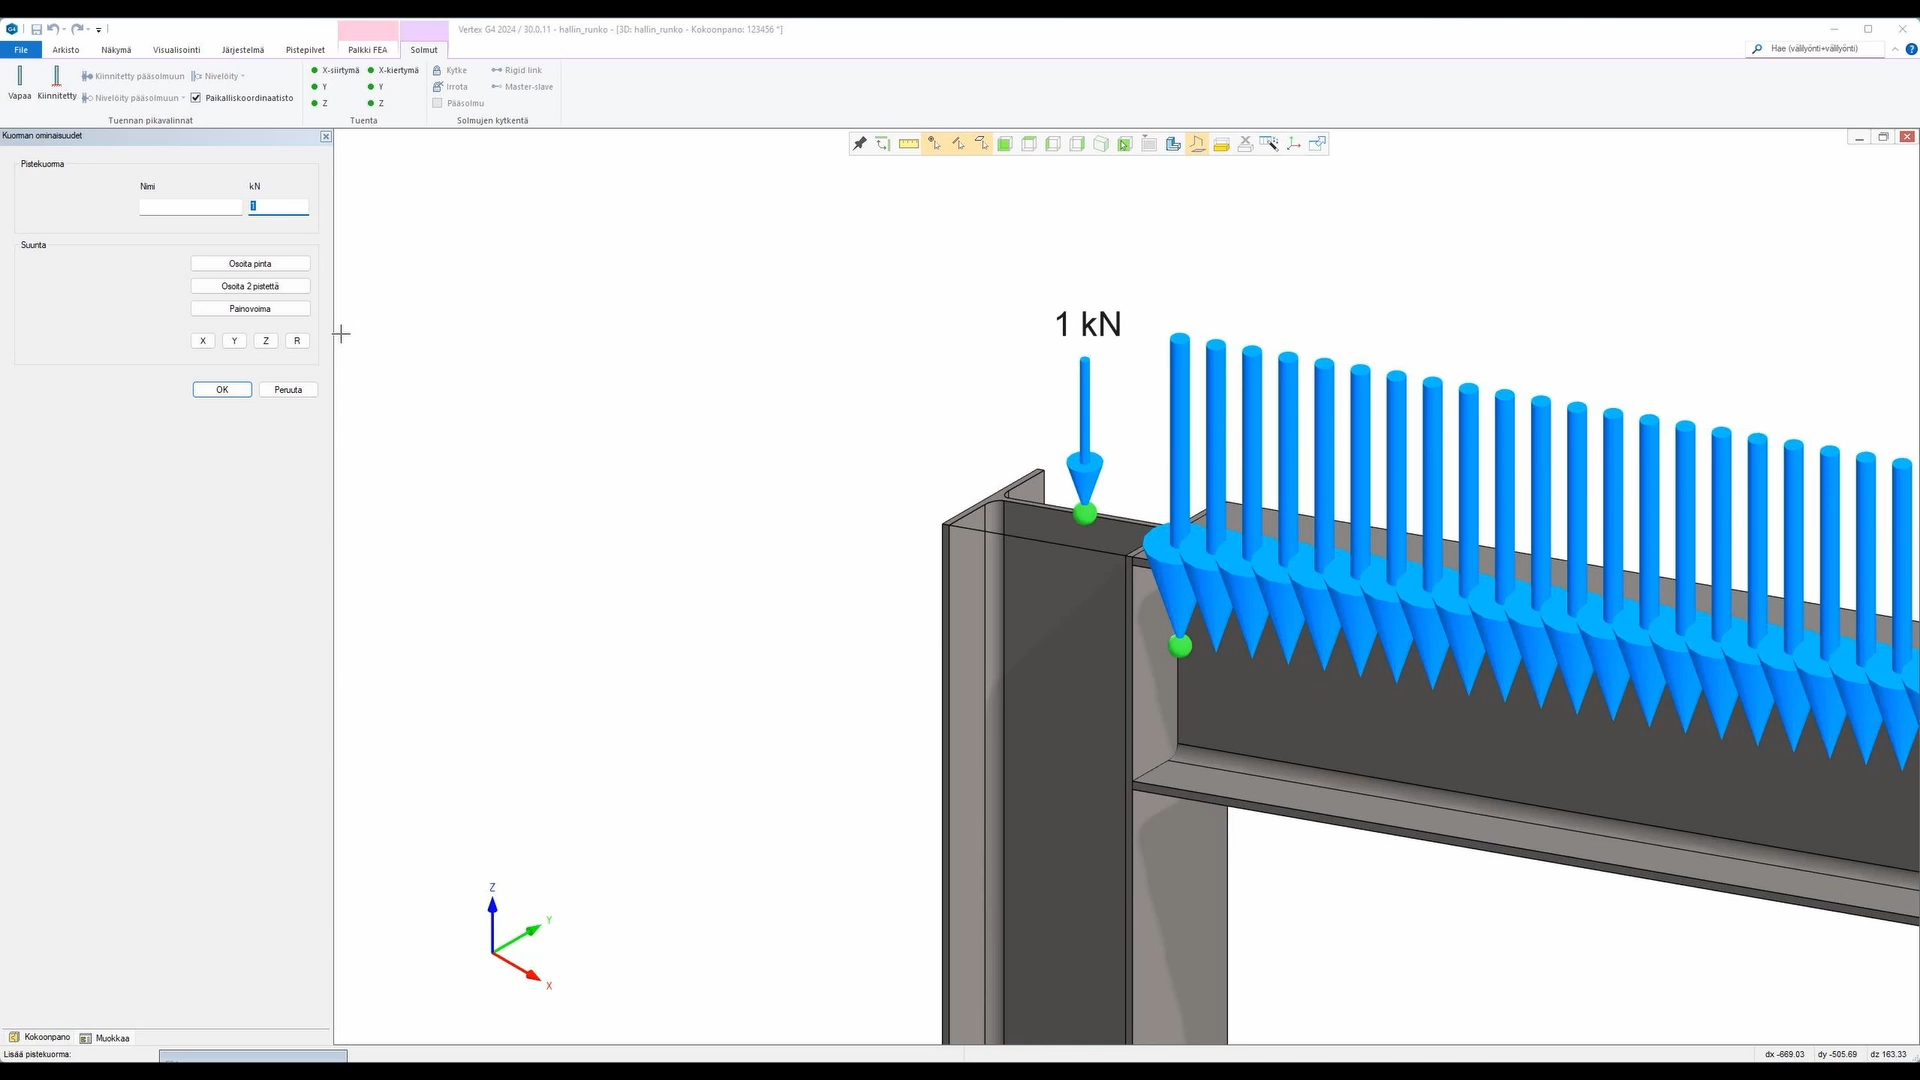 G4
Vertex G4 2024 / 30.0.11 - hallin_runko - [3D: hallin_runko - Kokoonpano: 123456 *]
File Arkisto Näkymä Visualisointi Järjestelmä Pistepilvet Palkki FEA Solmut
Hae (välilyönti+välilyönti)
Vapaa Kiinnitetty
Kiinnitetty pääsolmuun Nivelöity
Nivelöity pääsolmuun Paikalliskoordinaatisto
Tuennan pikavalinnat
X-siirtymä X-kiertymä
Y Y
Z Z
Tuenta
Kytke Rigid link
Irrota Master-slave
Pääsolmu
Solmujen kytkentä
Kuorman ominaisuudet
Pistekuorma
Nimi kN
1
Suunta
Osoita pinta
Osoita 2 pistettä
Painovoima
X Y Z R
OK Peruuta
1 kN
Z
Y
X
Kokoonpano Muokkaa
Lisää pistekuorma:
dx -669.03 dy -505.69 dz 163.33